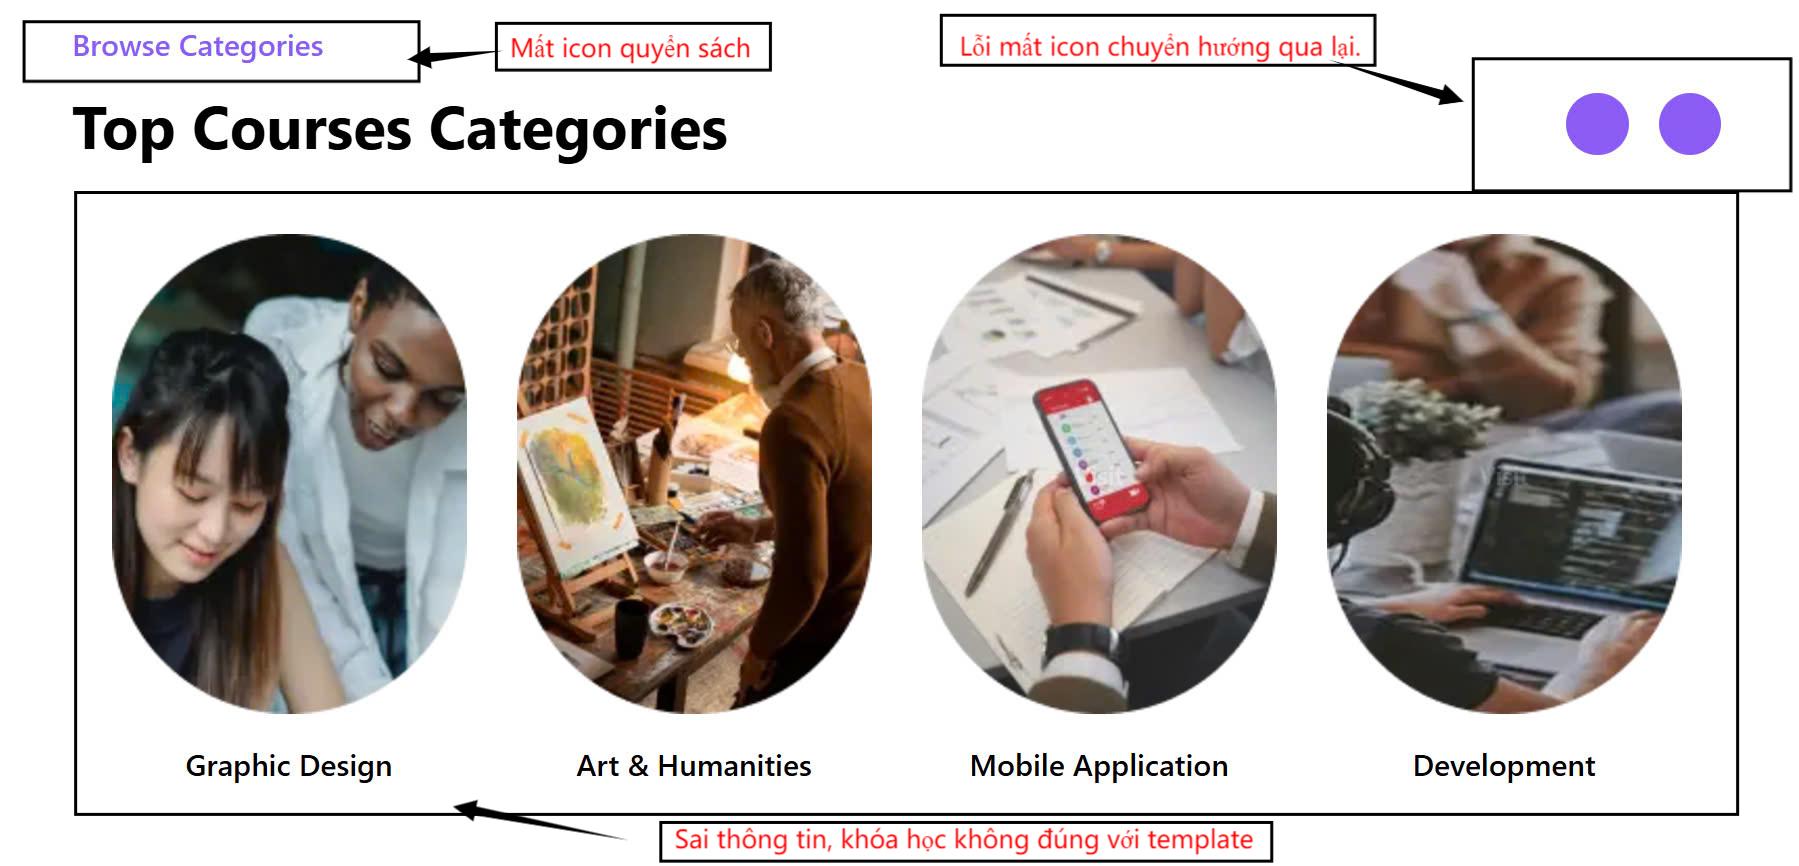 Browse Categories
Mất icon quyển sách
Lỗi mất icon chuyển hướng qua lại.
Top Courses Categories
Graphic Design
Art & Humanities
Mobile Application
Development
Sai thông tin, khóa học không đúng với template